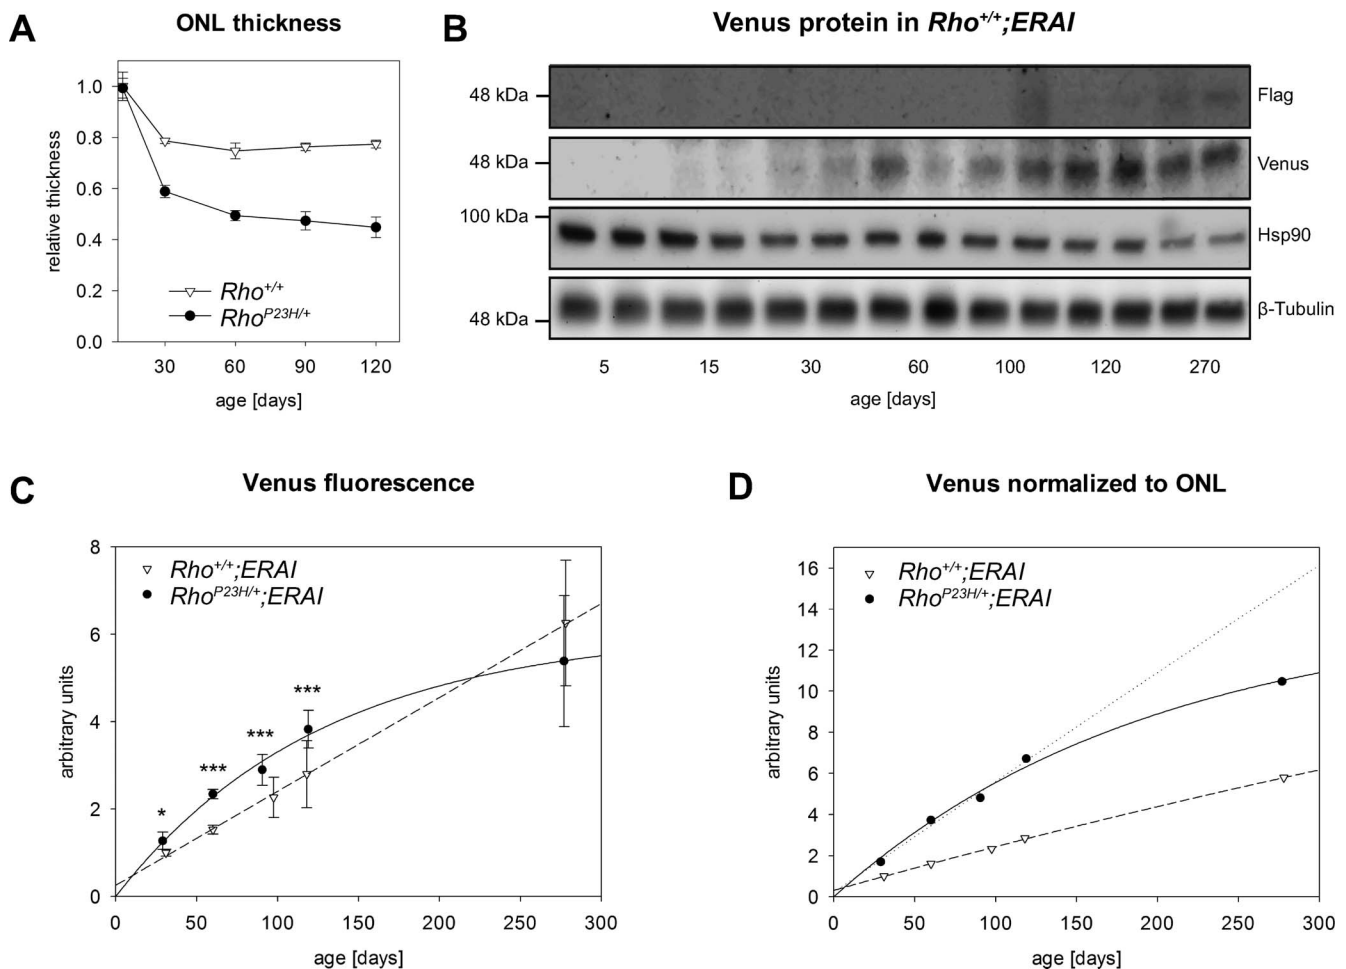 A
ONL thickness
1.0
0.8
0.6
0.4
0.2
0.0
relative thickness
Rho+/+
RhoP23H/+
30 60 90 120
age [days]
B
Venus protein in Rho+/+;ERAI
48 kDa Flag
48 kDa Venus
100 kDa Hsp90
48 kDa β-Tubulin
5 15 30 60 100 120 270
age [days]
C
Venus fluorescence
8
6
4
2
0
arbitrary units
Rho+/+;ERAI
RhoP23H/+;ERAI
* *** *** ***
0 50 100 150 200 250 300
age [days]
D
Venus normalized to ONL
16
14
12
10
8
6
4
2
0
arbitrary units
Rho+/+;ERAI
RhoP23H/+;ERAI
0 50 100 150 200 250 300
age [days]